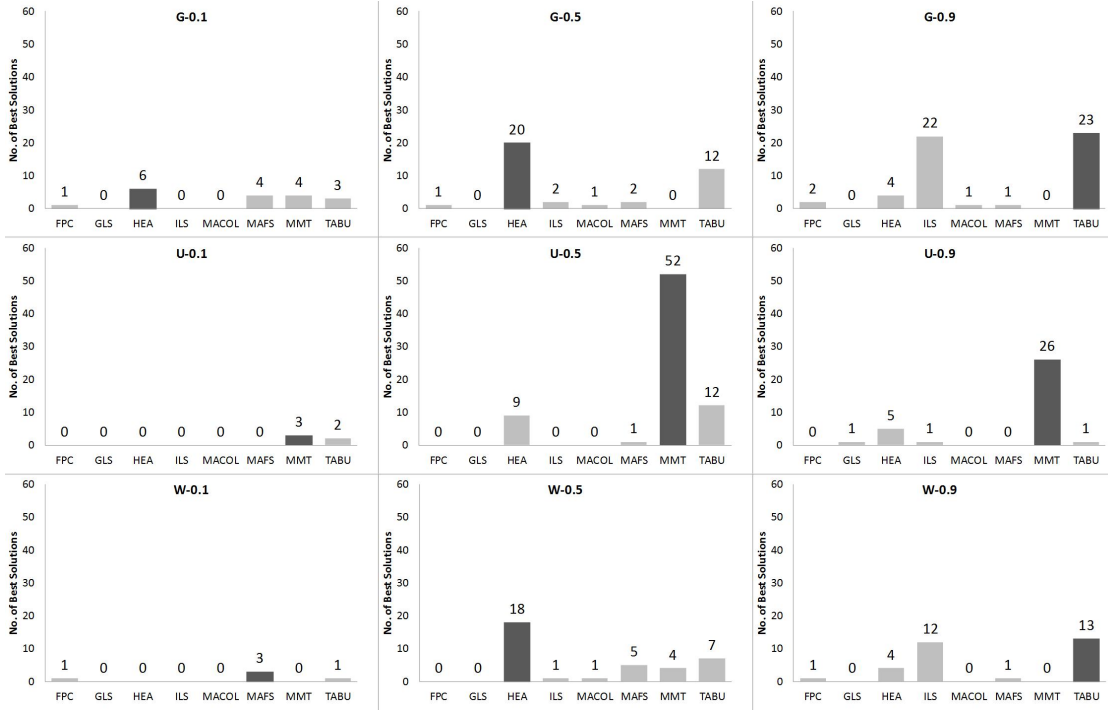 G-0.1
No. of Best Solutions
60
50
40
30
20
10
0
1 0 6 0 0 4 4 3
FPC GLS HEA ILS MACOL MAFS MMT TABU
G-0.5
No. of Best Solutions
60
50
40
30
20
10
0
1 0 20 2 1 2 0 12
FPC GLS HEA ILS MACOL MAFS MMT TABU
G-0.9
No. of Best Solutions
60
50
40
30
20
10
0
2 0 4 22 1 1 0 23
FPC GLS HEA ILS MACOL MAFS MMT TABU
U-0.1
No. of Best Solutions
60
50
40
30
20
10
0
0 0 0 0 0 0 3 2
FPC GLS HEA ILS MACOL MAFS MMT TABU
U-0.5
No. of Best Solutions
60
50
40
30
20
10
0
0 0 9 0 0 1 52 12
FPC GLS HEA ILS MACOL MAFS MMT TABU
U-0.9
No. of Best Solutions
60
50
40
30
20
10
0
0 1 5 1 0 0 26 1
FPC GLS HEA ILS MACOL MAFS MMT TABU
W-0.1
No. of Best Solutions
60
50
40
30
20
10
0
1 0 0 0 0 3 0 1
FPC GLS HEA ILS MACOL MAFS MMT TABU
W-0.5
No. of Best Solutions
60
50
40
30
20
10
0
0 0 18 1 1 5 4 7
FPC GLS HEA ILS MACOL MAFS MMT TABU
W-0.9
No. of Best Solutions
60
50
40
30
20
10
0
1 0 4 12 0 1 0 13
FPC GLS HEA ILS MACOL MAFS MMT TABU